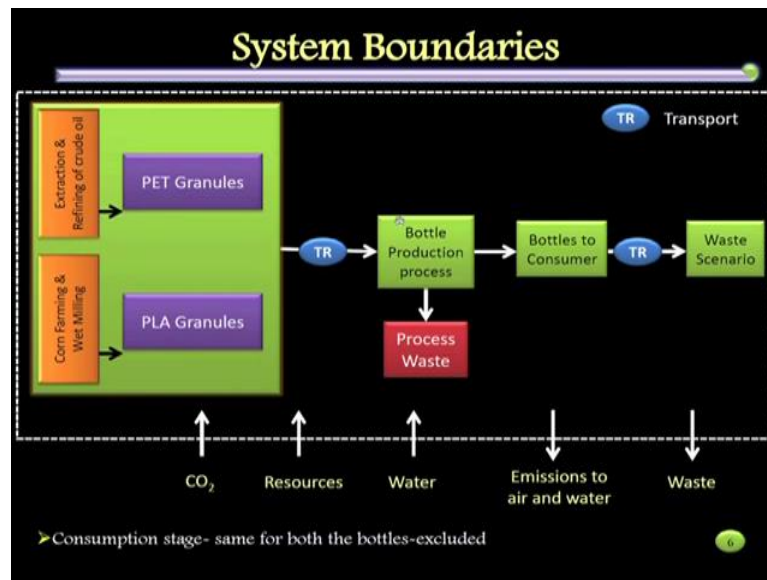 System Boundaries
TR
Transport
Extraction &
Refining of crude oil
PET Granules
Corn Farming &
Wet Milling
PLA Granules
TR
Bottle
Production
process
Bottles to
Consumer
TR
Waste
Scenario
Process
Waste
CO₂
Resources
Water
Emissions to
air and water
Waste
➢Consumption stage- same for both the bottles-excluded
6